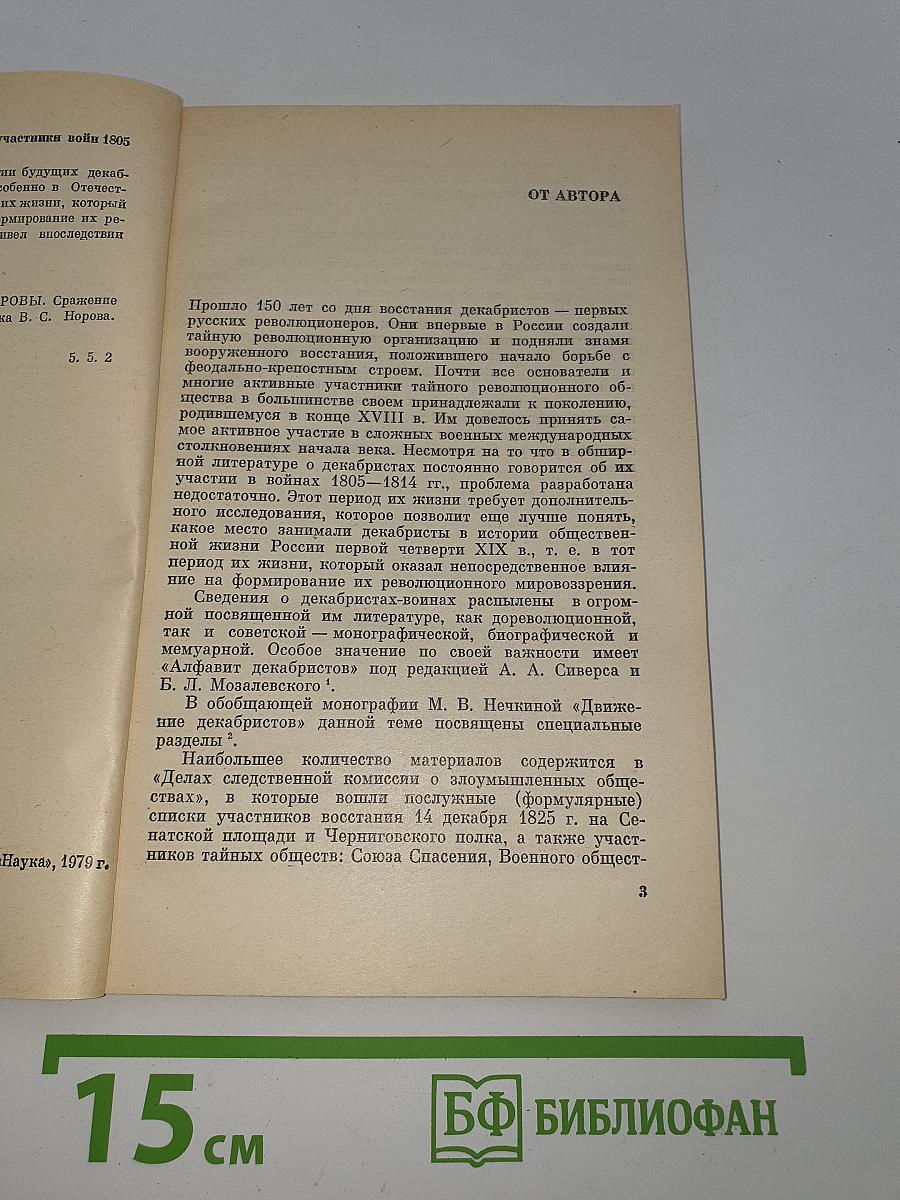 участники войн 1805
ии будущих декаб-
собенно в Отечест-
их жизни, который
рмирование их ре-
ивел впоследствии
РОВЫ. Сражение
ка В. С. Норова.
5. 5. 2
«Наука», 1979 г.
ОТ АВТОРА
Прошло 150 лет со дня восстания декабристов — первых
русских революционеров. Они впервые в России создали
тайную революционную организацию и подняли знамя
вооруженного восстания, положившего начало борьбе с
феодально-крепостным строем. Почти все основатели и
многие активные участники тайного революционного об-
щества в большинстве своем принадлежали к поколению,
родившемуся в конце XVIII в. Им довелось принять са-
мое активное участие в сложных военных международных
столкновениях начала века. Несмотря на то что в обшир-
ной литературе о декабристах постоянно говорится об их
участии в войнах 1805—1814 гг., проблема разработана
недостаточно. Этот период их жизни требует дополнитель-
ного исследования, которое позволит еще лучше понять,
какое место занимали декабристы в истории обществен-
ной жизни России первой четверти XIX в., т. е. в тот
период их жизни, который оказал непосредственное влия-
ние на формирование их революционного мировоззрения.
Сведения о декабристах-воинах распылены в огром-
ной посвященной им литературе, как дореволюционной,
так и советской — монографической, биографической и
мемуарной. Особое значение по своей важности имеет
«Алфавит декабристов» под редакцией А. А. Сиверса и
Б. Л. Мозалевского ¹.
В обобщающей монографии М. В. Нечкиной «Движе-
ние декабристов» данной теме посвящены специальные
разделы ².
Наибольшее количество материалов содержится в
«Делах следственной комиссии о злоумышленных обще-
ствах», в которые вошли послужные (формулярные)
списки участников восстания 14 декабря 1825 г. на Се-
натской площади и Черниговского полка, а также участ-
ников тайных обществ: Союза Спасения, Военного общест-
3
15 см
БФ БИБЛИОФАН